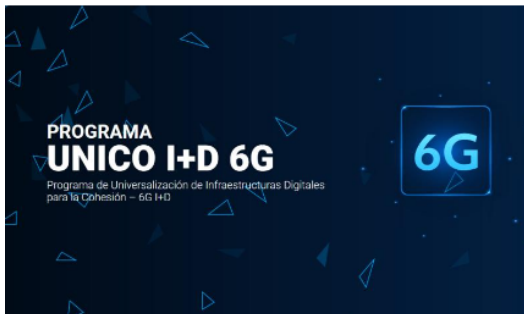 PROGRAMA
UNICO I+D 6G
Programa de Universalización de Infraestructuras Digitales
para la Cohesión – 6G I+D
6G